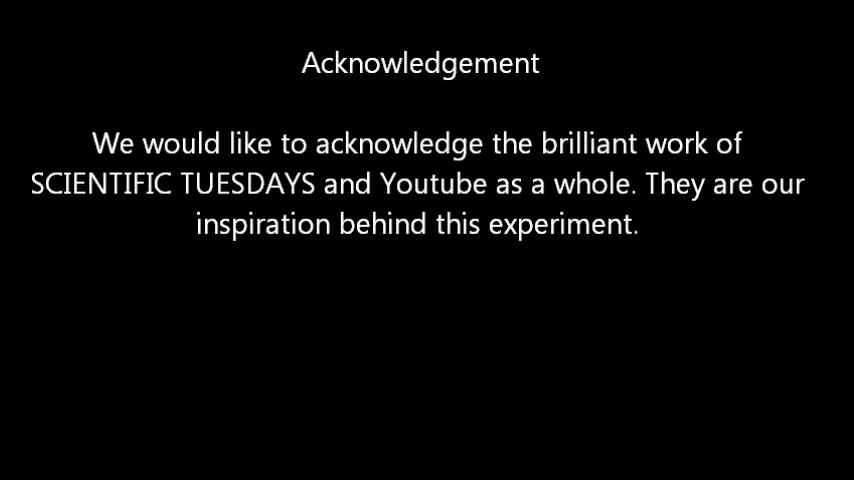 Acknowledgement
We would like to acknowledge the brilliant work of
SCIENTIFIC TUESDAYS and Youtube as a whole. They are our
inspiration behind this experiment.